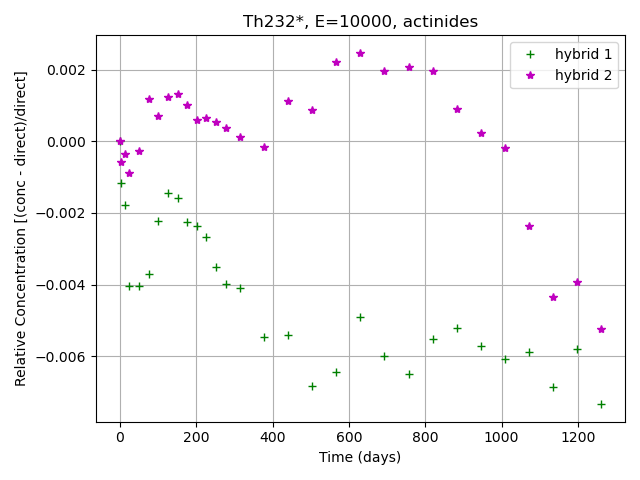 Th232*, E=10000, actinides
hybrid 1
hybrid 2
0.002
0.000
−0.002
−0.004
−0.006
Relative Concentration [(conc - direct)/direct]
0 200 400 600 800 1000 1200
Time (days)